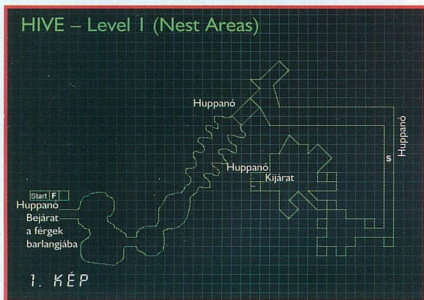 HIVE – Level 1 (Nest Areas)
Huppanó
Huppanó
S
Huppanó
Kijárat
Start F
Huppanó
Bejárat
a férgek
barlangjába
1. KÉP